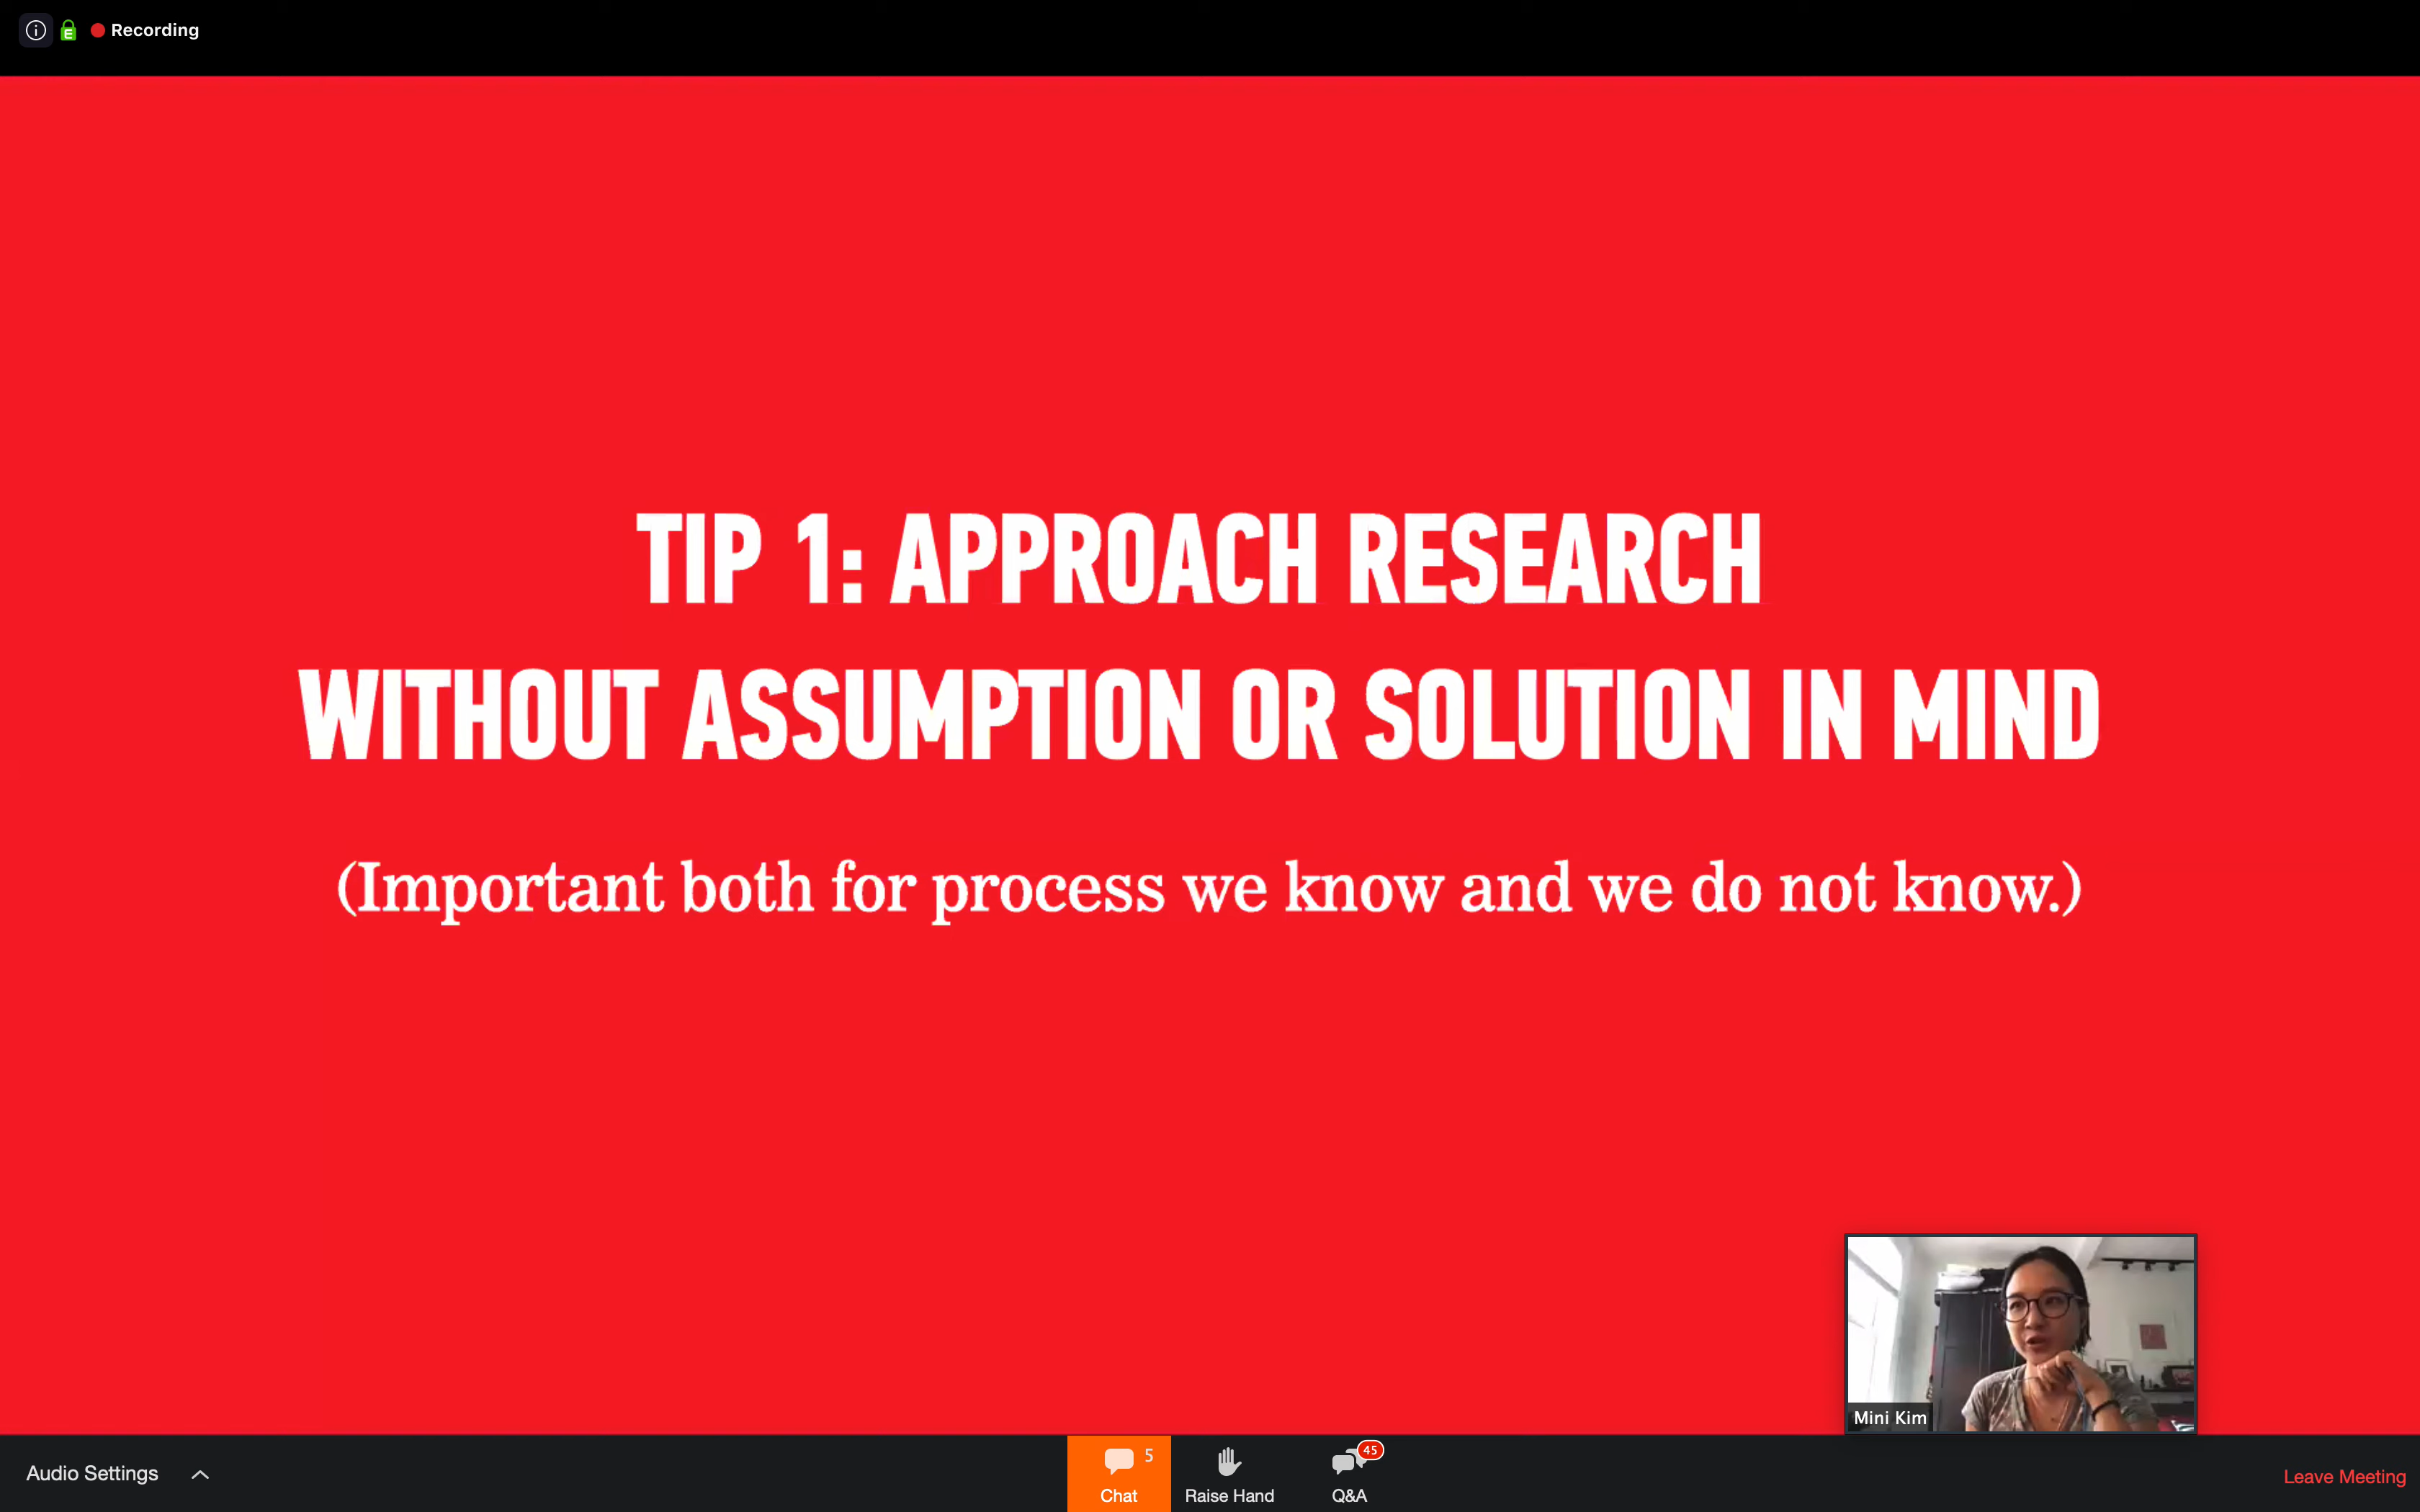 Recording
TIP 1: APPROACH RESEARCH
WITHOUT ASSUMPTION OR SOLUTION IN MIND
(Important both for process we know and we do not know.)
Mini Kim
Audio Settings
5
Chat
Raise Hand
45
Q&A
Leave Meeting